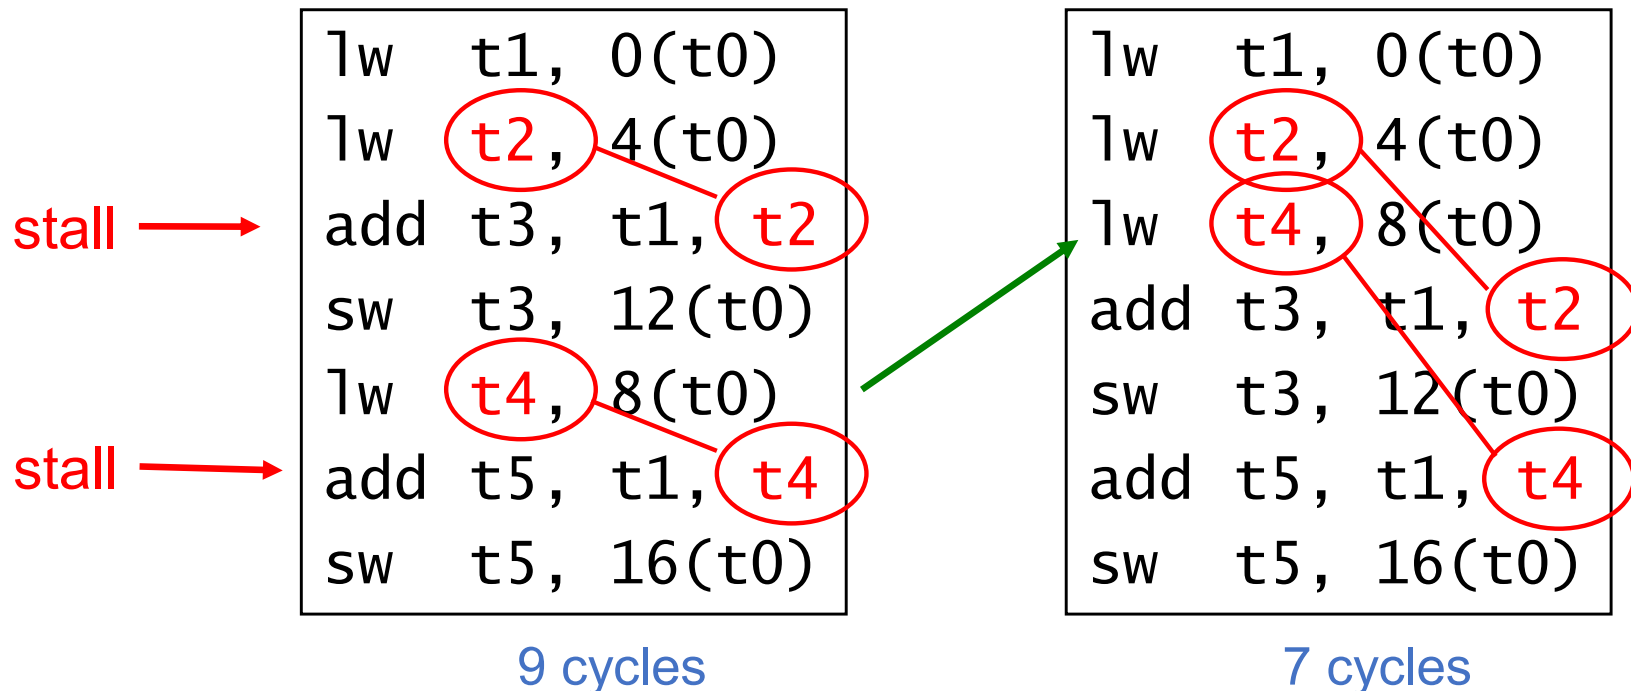 lw t1, 0(t0)
lw t2, 4(t0)
stall
add t3, t1, t2
sw t3, 12(t0)
lw t4, 8(t0)
stall
add t5, t1, t4
sw t5, 16(t0)
9 cycles
lw t1, 0(t0)
lw t2, 4(t0)
lw t4, 8(t0)
add t3, t1, t2
sw t3, 12(t0)
add t5, t1, t4
sw t5, 16(t0)
7 cycles